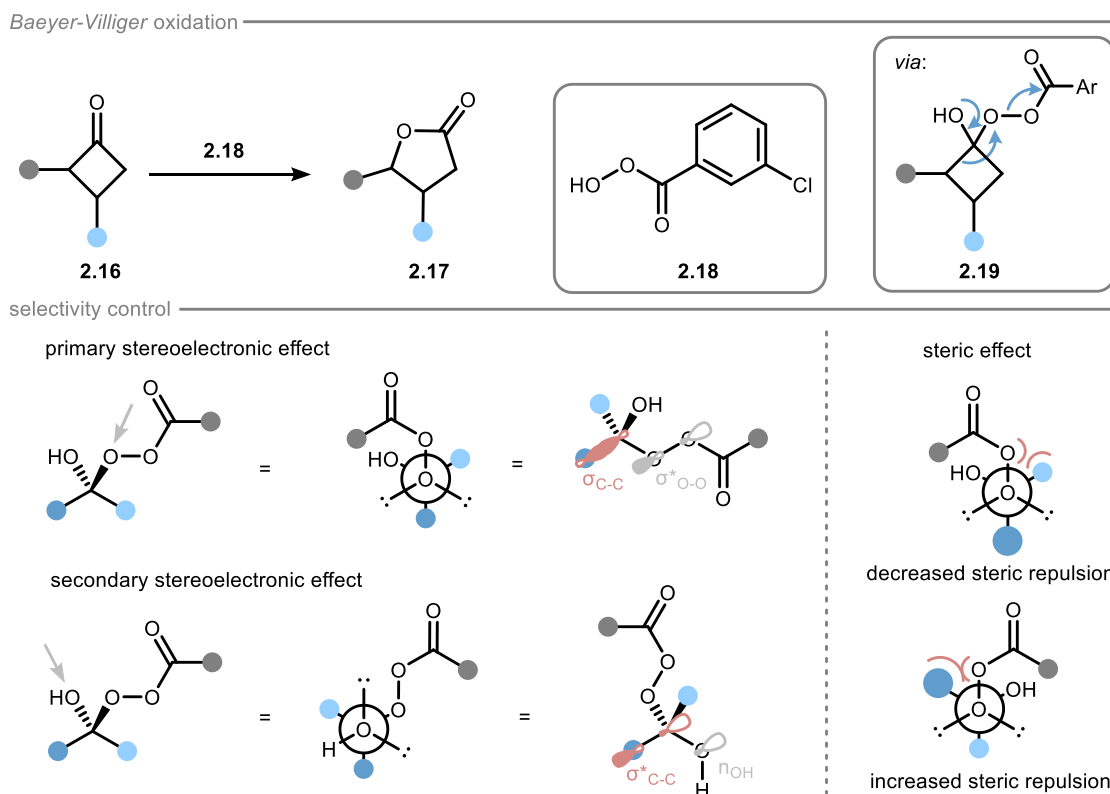 Baeyer-Villiger oxidation
via:
O
2.18
O
O
HO
O
O
Cl
HO
O
O
O
Ar
2.16
2.17
2.18
2.19
selectivity control
primary stereoelectronic effect
steric effect
HO
O
O
O
=
O
O
HO
O
:
:
=
OH
O
O
O
σC-C
σ*O-O
O
O
HO
O
:
:
decreased steric repulsion
secondary stereoelectronic effect
HO
O
O
O
=
O
O
O
O
H
:
:
=
O
O
O
O
H
σ*C-C
nOH
O
O
OH
O
:
:
increased steric repulsion